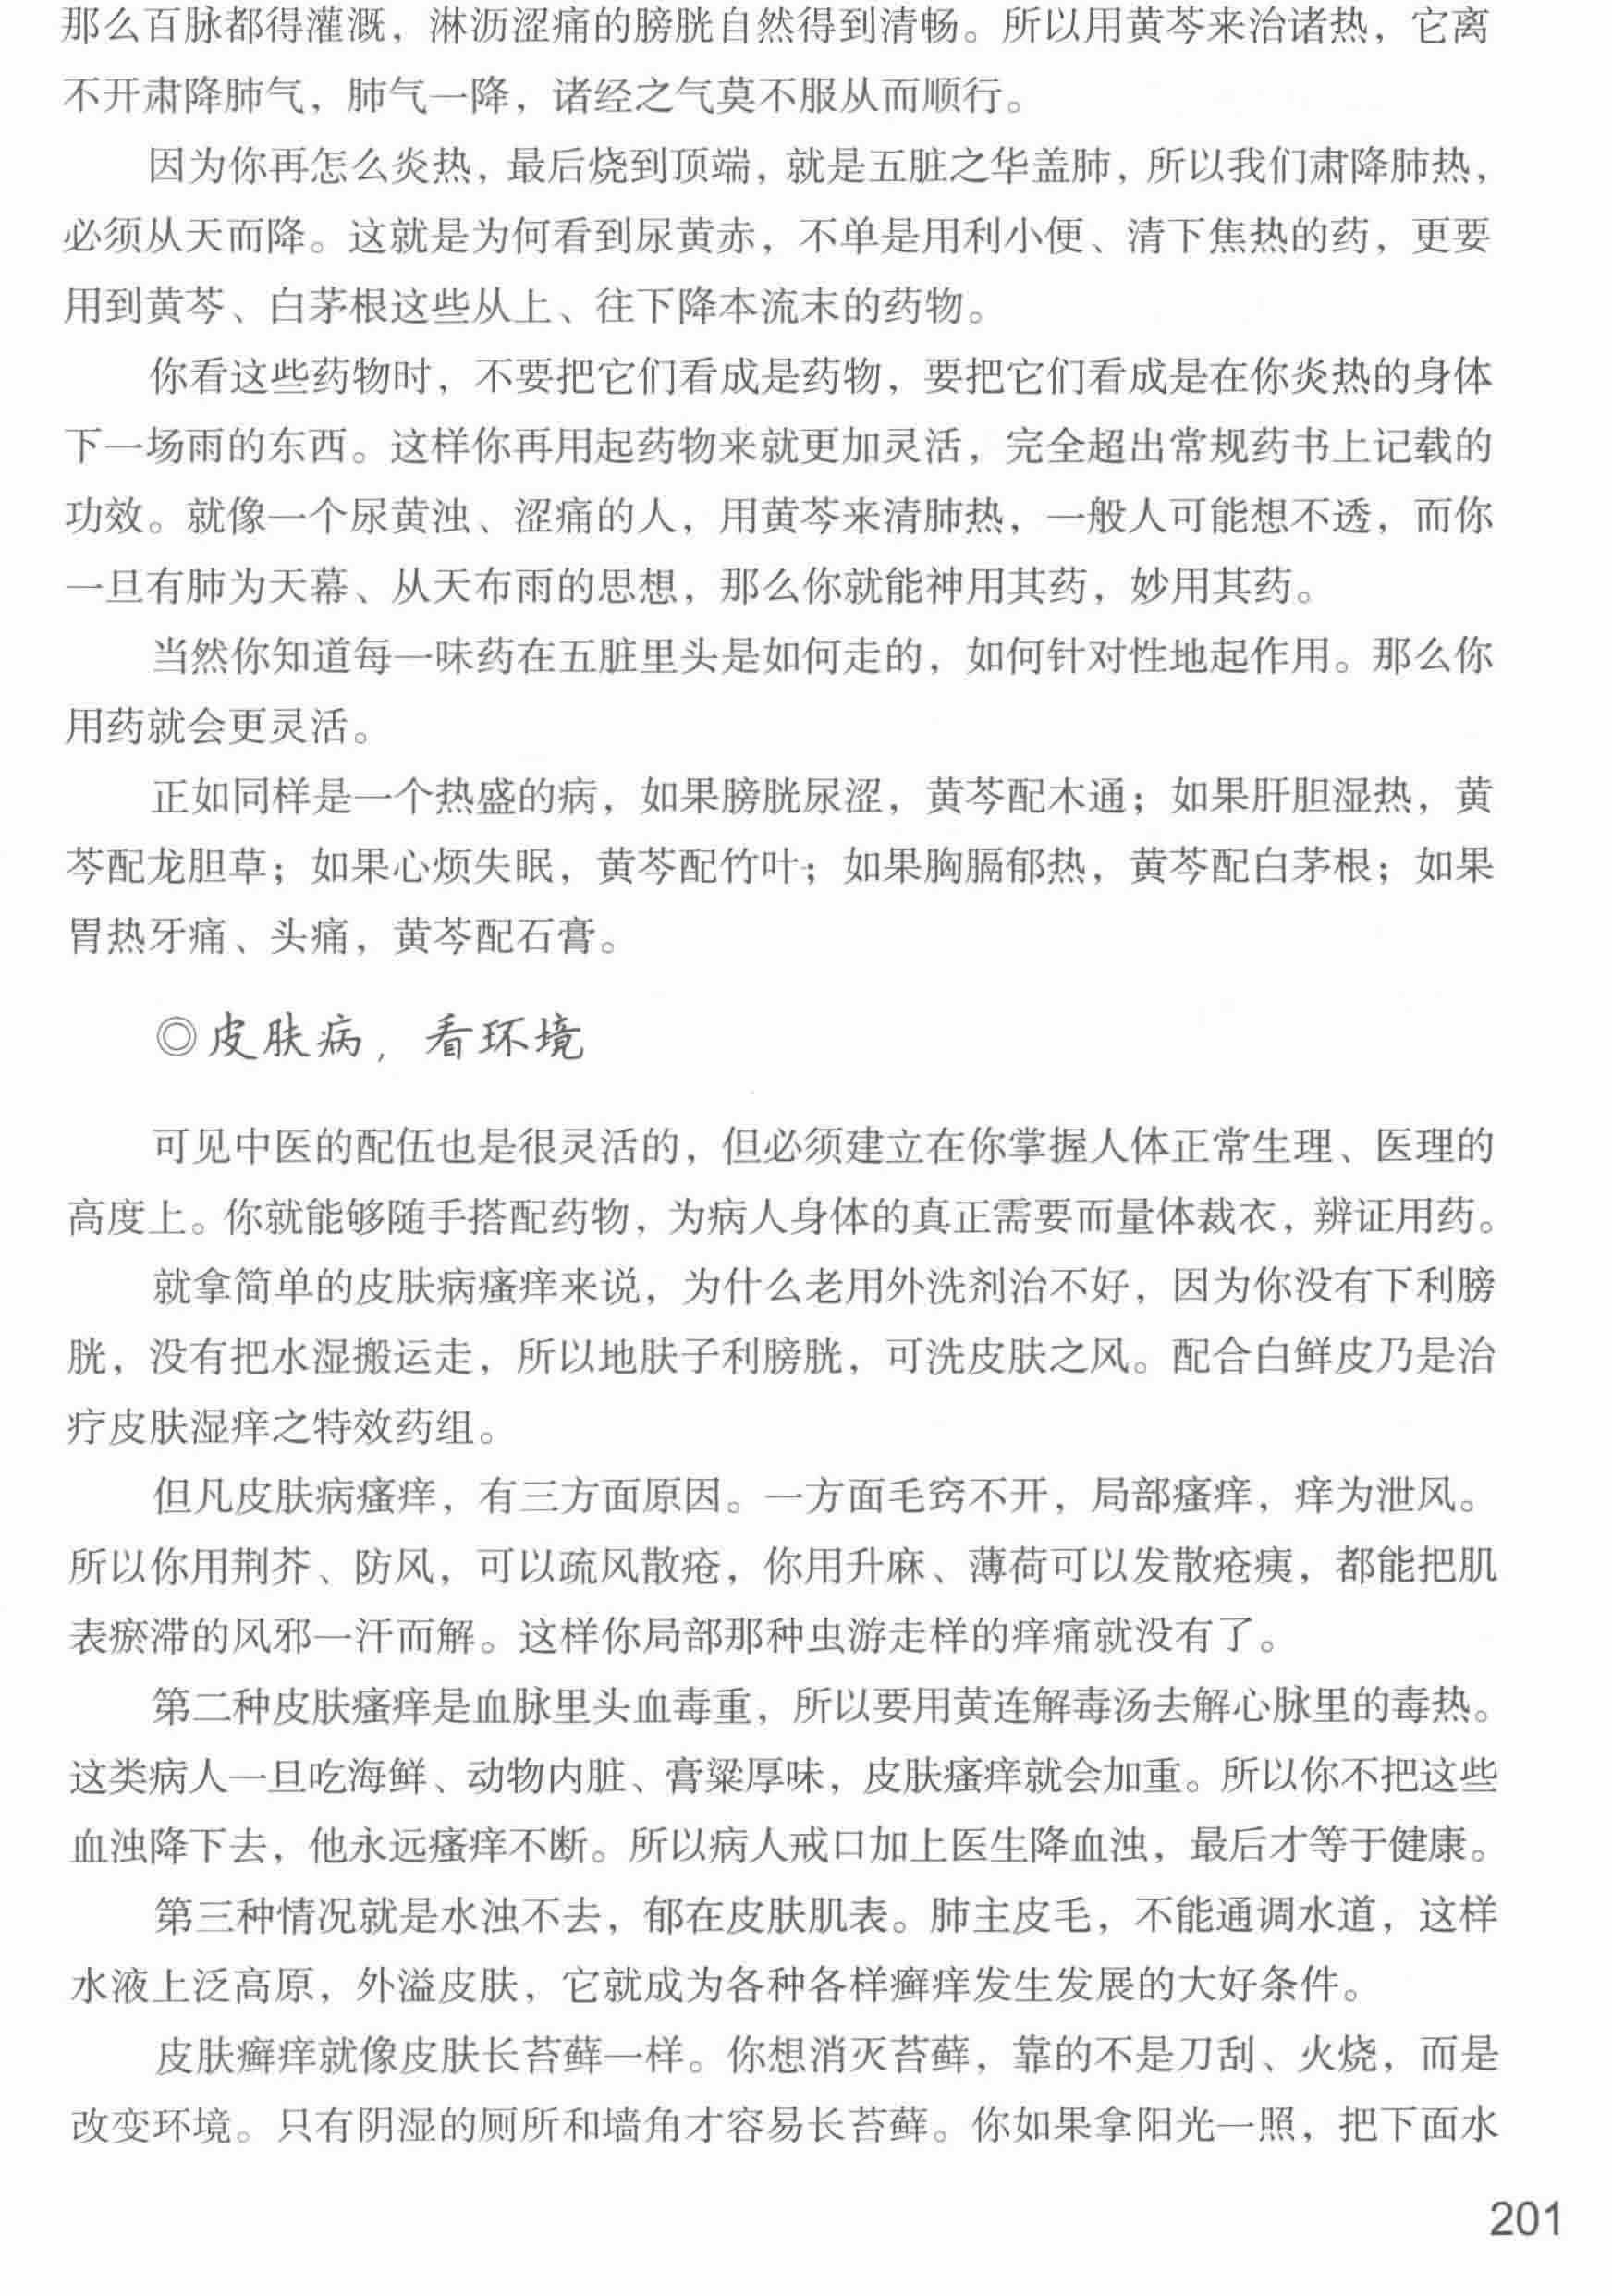 那么百脉都得灌溉，淋沥涩痛的膀胱自然得到清畅。所以用黄芩来治诸热，它离
不开肃降肺气，肺气一降，诸经之气莫不服从而顺行。
因为你再怎么炎热，最后烧到顶端，就是五脏之华盖肺，所以我们肃降肺热，
必须从天而降。这就是为何看到尿黄赤，不单是用利小便、清下焦热的药，更要
用到黄芩、白茅根这些从上、往下降本流末的药物。
你看这些药物时，不要把它们看成是药物，要把它们看成是在你炎热的身体
下一场雨的东西。这样你再用起药物来就更加灵活，完全超出常规药书上记载的
功效。就像一个尿黄浊、涩痛的人，用黄芩来清肺热，一般人可能想不透，而你
一旦有肺为天幕、从天布雨的思想，那么你就能神用其药，妙用其药。
当然你知道每一味药在五脏里头是如何走的，如何针对性地起作用。那么你
用药就会更灵活。
正如同样是一个热盛的病，如果膀胱尿涩，黄芩配木通；如果肝胆湿热，黄
芩配龙胆草；如果心烦失眠，黄芩配竹叶；如果胸膈郁热，黄芩配白茅根；如果
胃热牙痛、头痛，黄芩配石膏。
◎皮肤病，看环境
可见中医的配伍也是很灵活的，但必须建立在你掌握人体正常生理、医理的
高度上。你就能够随手搭配药物，为病人身体的真正需要而量体裁衣，辨证用药。
就拿简单的皮肤病瘙痒来说，为什么老用外洗剂治不好，因为你没有下利膀
胱，没有把水湿搬运走，所以地肤子利膀胱，可洗皮肤之风。配合白鲜皮乃是治
疗皮肤湿痒之特效药组。
但凡皮肤病瘙痒，有三方面原因。一方面毛窍不开，局部瘙痒，痒为泄风。
所以你用荆芥、防风，可以疏风散疮，你用升麻、薄荷可以发散疮痍，都能把肌
表瘀滞的风邪一汗而解。这样你局部那种虫游走样的痒痛就没有了。
第二种皮肤瘙痒是血脉里头血毒重，所以要用黄连解毒汤去解心脉里的毒热。
这类病人一旦吃海鲜、动物内脏、膏粱厚味，皮肤瘙痒就会加重。所以你不把这些
血浊降下去，他永远瘙痒不断。所以病人戒口加上医生降血浊，最后才等于健康。
第三种情况就是水浊不去，郁在皮肤肌表。肺主皮毛，不能通调水道，这样
水液上泛高原，外溢皮肤，它就成为各种各样癣痒发生发展的大好条件。
皮肤癣痒就像皮肤长苔藓一样。你想消灭苔藓，靠的不是刀刮、火烧，而是
改变环境。只有阴湿的厕所和墙角才容易长苔藓。你如果拿阳光一照，把下面水
201